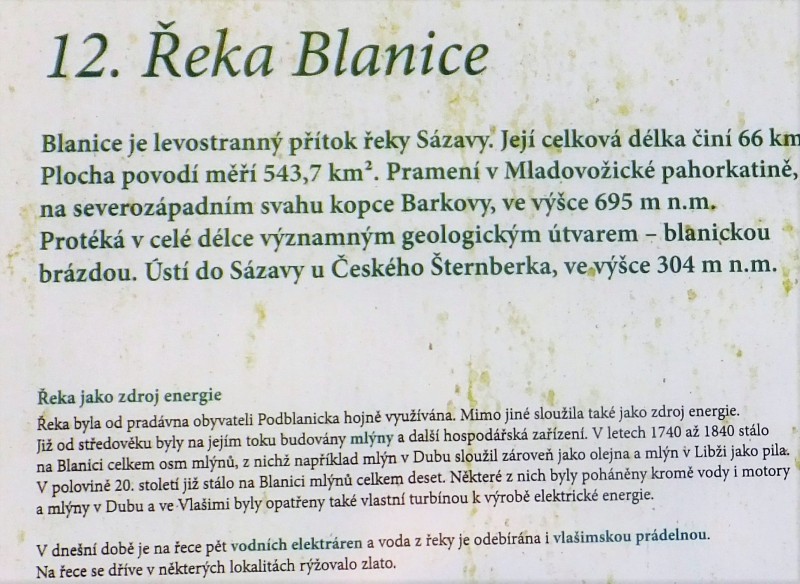 12. Řeka Blanice
Blanice je levostranný přítok řeky Sázavy. Její celková délka činí 66 km
Plocha povodí měří 543,7 km². Pramení v Mladovožické pahorkatině,
na severozápadním svahu kopce Barkovy, ve výšce 695 m n.m.
Protéká v celé délce významným geologickým útvarem – blanickou
brázdou. Ústí do Sázavy u Českého Šternberka, ve výšce 304 m n.m.
Řeka jako zdroj energie
Řeka byla od pradávna obyvateli Podblanicka hojně využívána. Mimo jiné sloužila také jako zdroj energie.
Již od středověku byly na jejím toku budovány mlýny a další hospodářská zařízení. V letech 1740 až 1840 stálo
na Blanici celkem osm mlýnů, z nichž například mlýn v Dubu sloužil zároveň jako olejna a mlýn v Libži jako pila.
V polovině 20. století již stálo na Blanici mlýnů celkem deset. Některé z nich byly poháněny kromě vody i motory
a mlýny v Dubu a ve Vlašimi byly opatřeny také vlastní turbínou k výrobě elektrické energie.
V dnešní době je na řece pět vodních elektráren a voda z řeky je odebírána i vlašimskou prádelnou.
Na řece se dříve v některých lokalitách rýžovalo zlato.